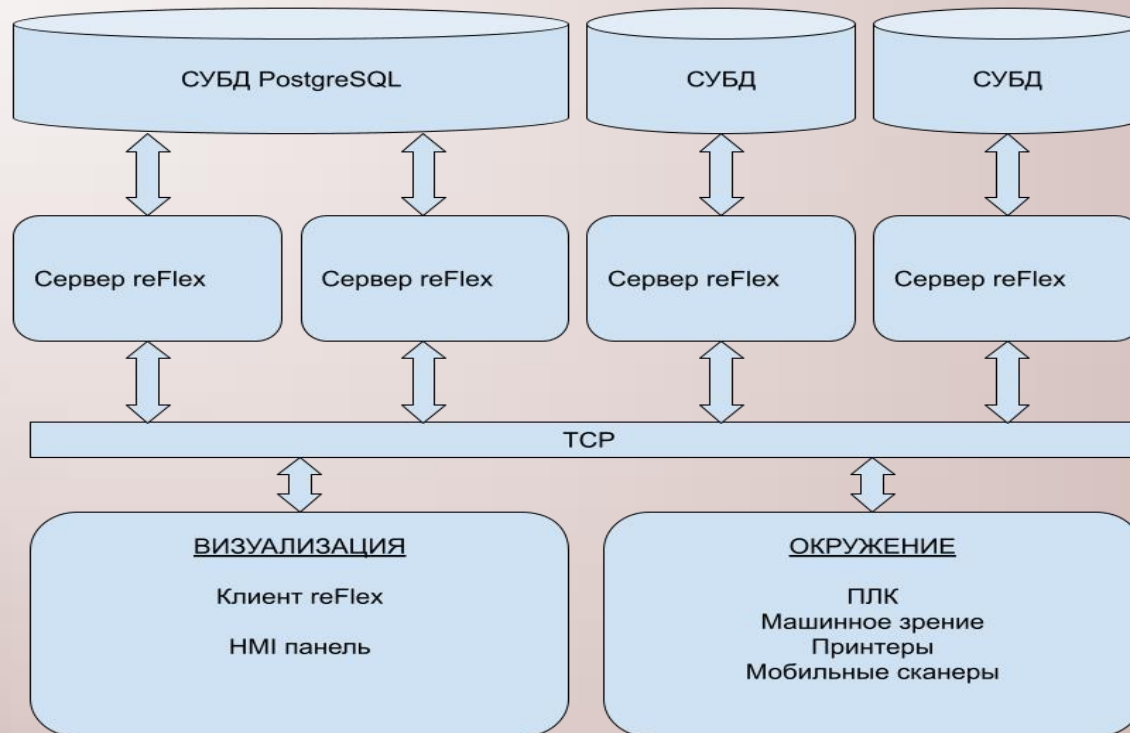 СУБД PostgreSQL
СУБД
СУБД
Сервер reFlex
Сервер reFlex
Сервер reFlex
Сервер reFlex
TCP
ВИЗУАЛИЗАЦИЯ
Клиент reFlex
HMI панель
ОКРУЖЕНИЕ
ПЛК
Машинное зрение
Принтеры
Мобильные сканеры